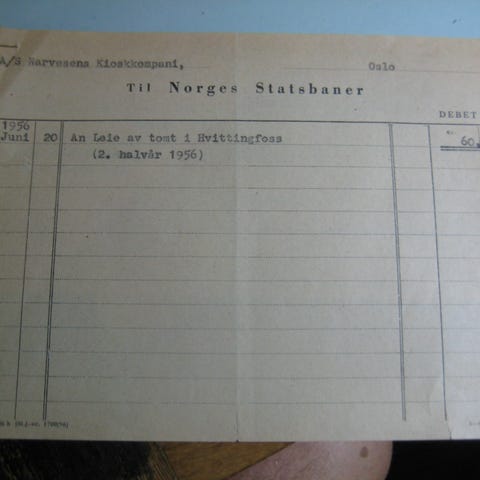 A/S Narvesens Kioskkompani, Oslo
Til Norges Statsbaner
DEBET
1956
Juni 20 An Leie av tomt i Hvittingfoss kr. 60,
(2. halvår 1956)